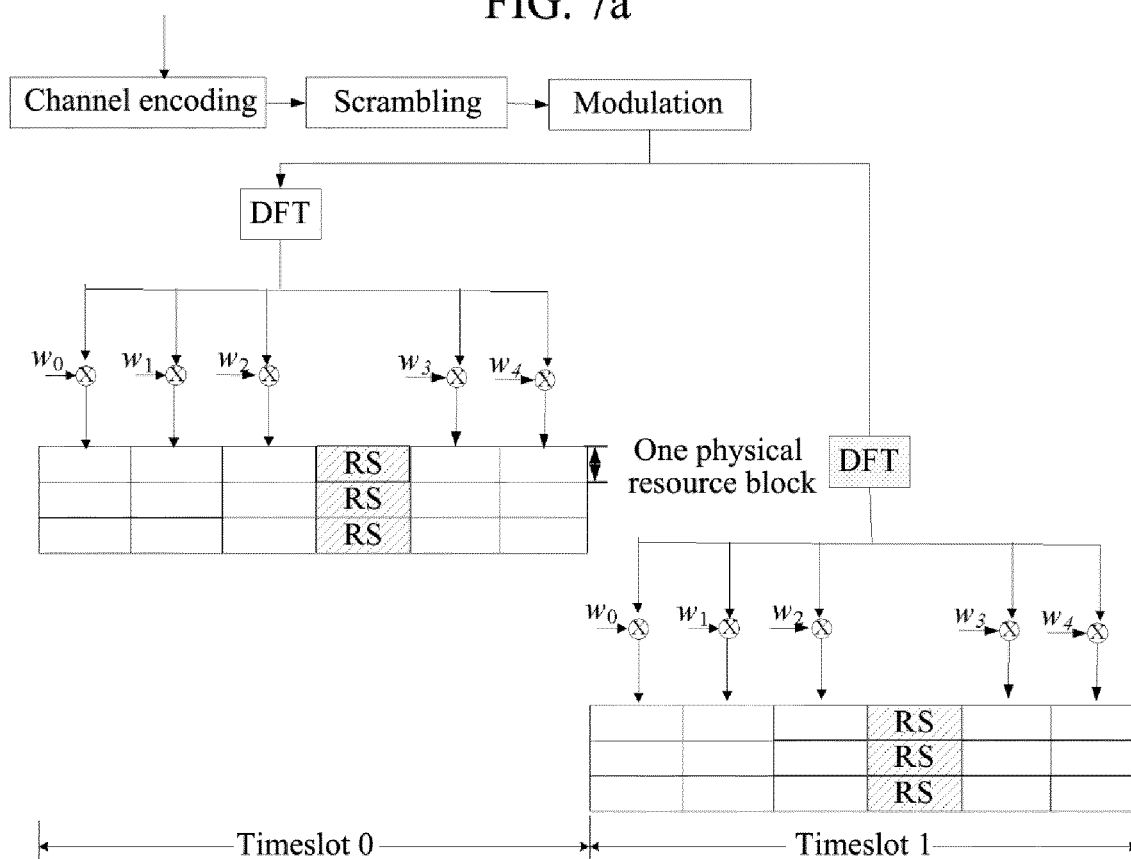 FIG. 7a
Channel encoding
Scrambling
Modulation
DFT
w0 w1 w2 w3 w4
X X X X X
RS
RS
RS
One physical
resource block
DFT
w0 w1 w2 w3 w4
X X X X X
RS
RS
RS
Timeslot 0
Timeslot 1